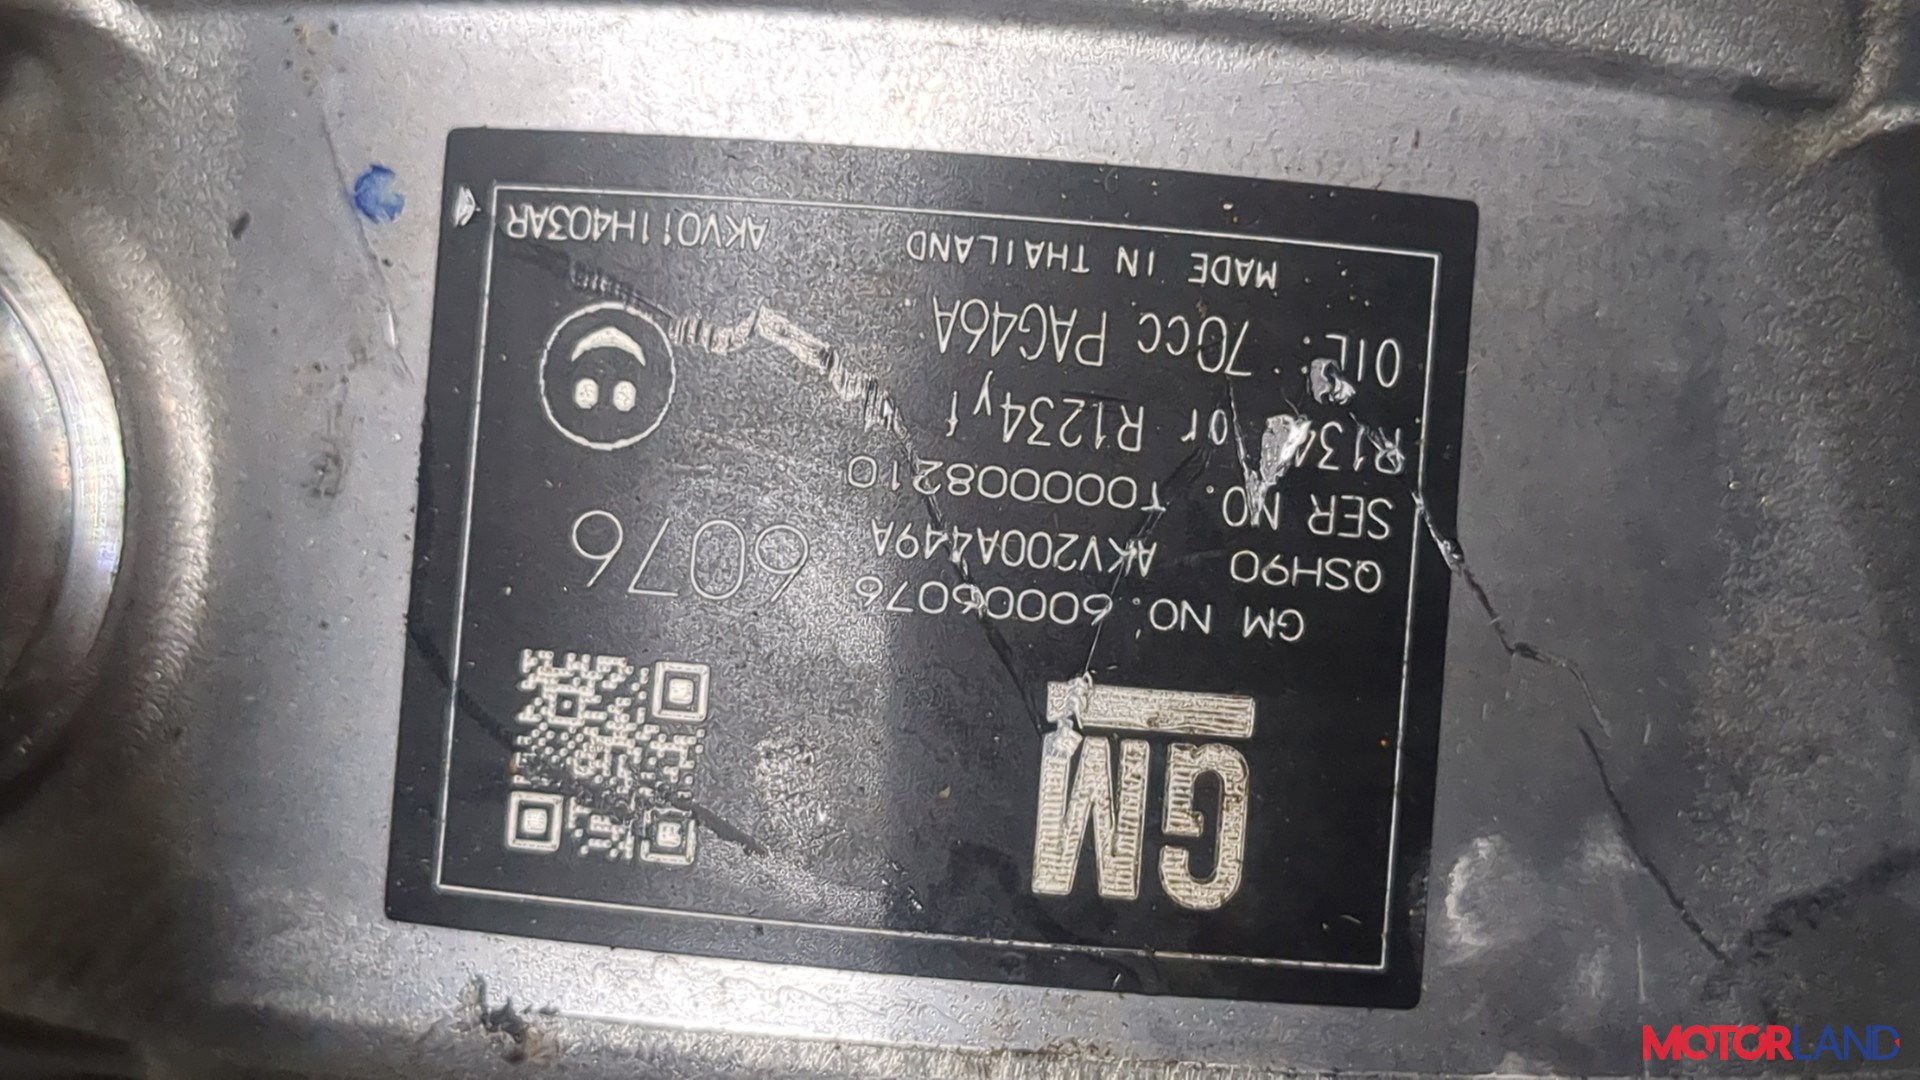 GM
GM NO. 60006076
6076
QSH90 AKV200A449A
SER NO. T00008210
R134 or R1234yf
OIL: 70cc PAG46A
MADE IN THAILAND
AKV011H403AR
MOTORLAND